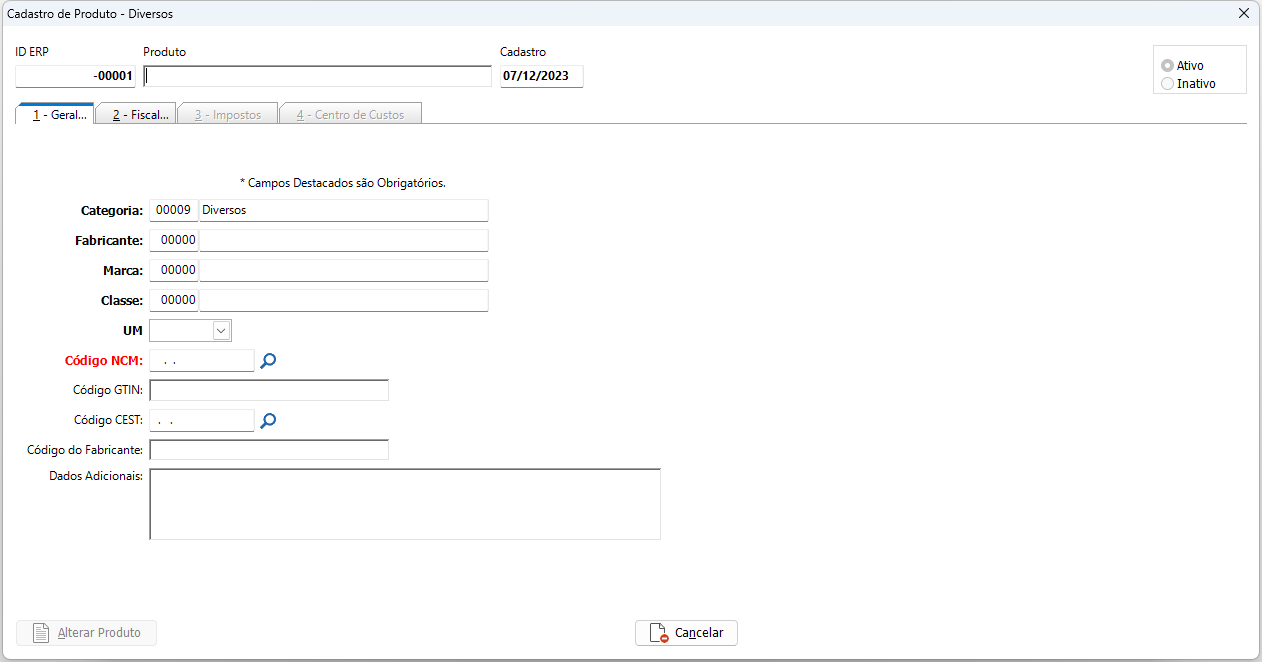 Cadastro de Produto - Diversos
ID ERP Produto Cadastro
-00001 07/12/2023
Ativo
Inativo
1 - Geral... 2 - Fiscal... 3 - Impostos 4 - Centro de Custos
* Campos Destacados são Obrigatórios.
Categoria: 00009 Diversos
Fabricante: 00000
Marca: 00000
Classe: 00000
UM
Código NCM: . .
Código GTIN:
Código CEST: . .
Código do Fabricante:
Dados Adicionais:
Alterar Produto Cancelar